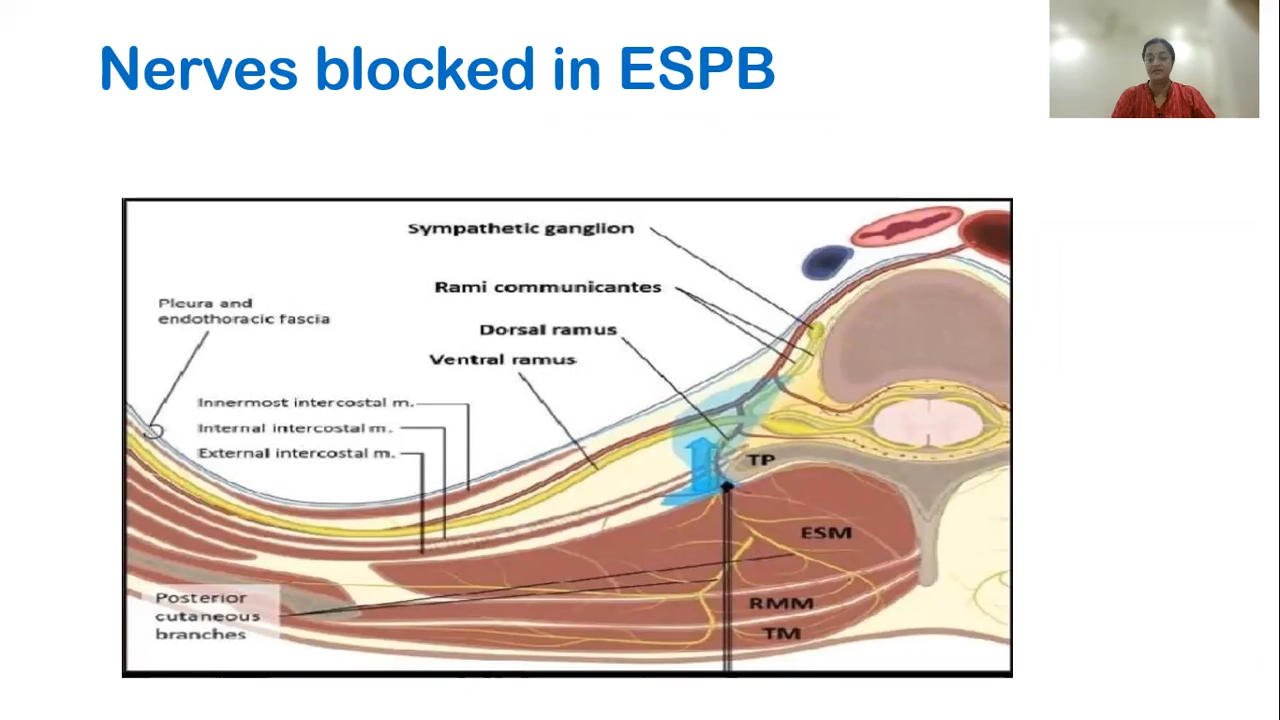 Nerves blocked in ESPB
Sympathetic ganglion
Rami communicantes
Pleura and
endothoracic fascia
Dorsal ramus
Ventral ramus
Innermost intercostal m.
Internal intercostal m.
External intercostal m.
TP
ESM
Posterior
cutaneous
branches
RMM
TM